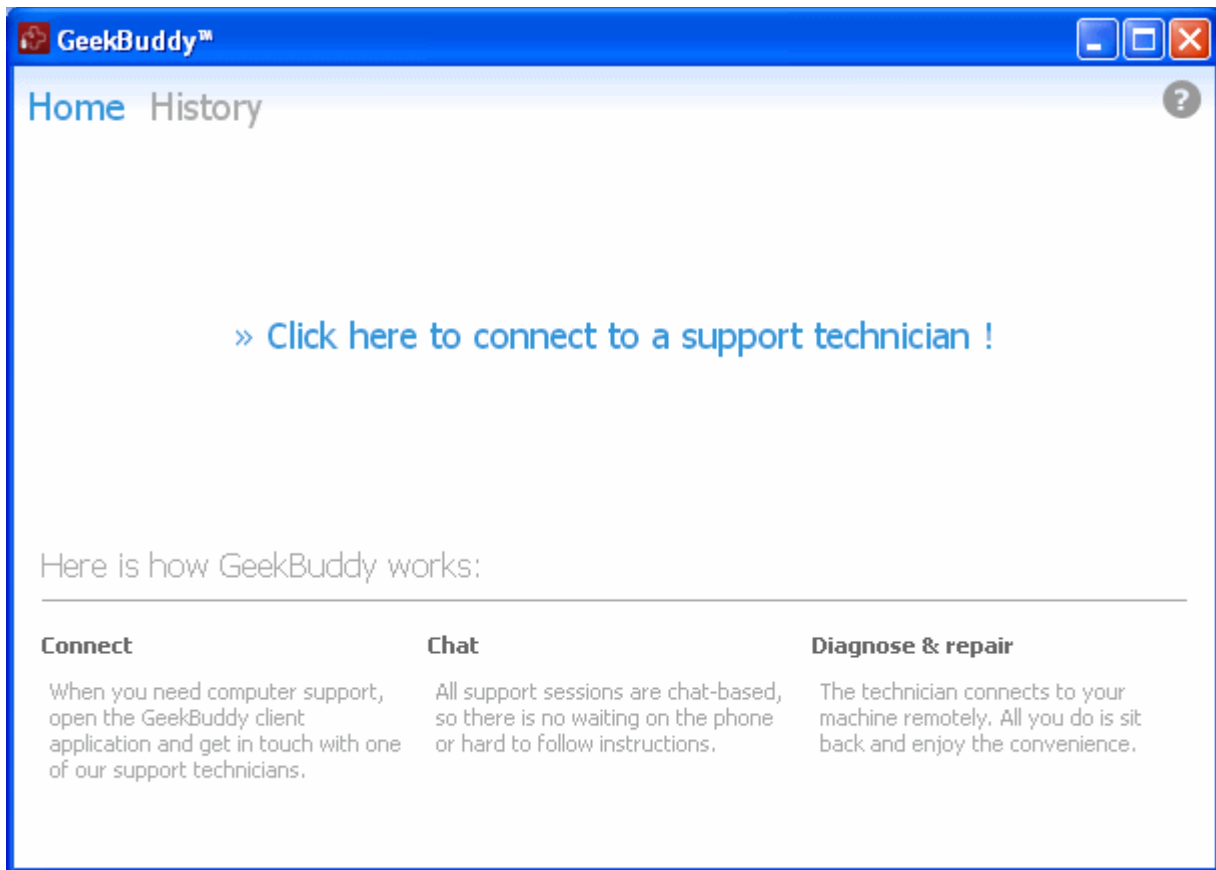 GeekBuddy™
Home History
?
» Click here to connect to a support technician !
Here is how GeekBuddy works:
Connect
When you need computer support,
open the GeekBuddy client
application and get in touch with one
of our support technicians.
Chat
All support sessions are chat-based,
so there is no waiting on the phone
or hard to follow instructions.
Diagnose & repair
The technician connects to your
machine remotely. All you do is sit
back and enjoy the convenience.